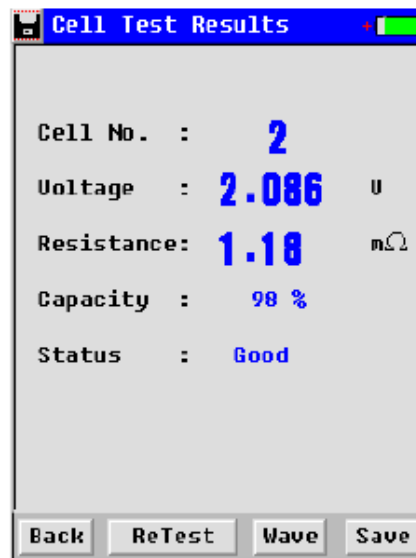 Cell Test Results
Cell No. : 2
Voltage : 2.086 V
Resistance: 1.18 mΩ
Capacity : 98 %
Status : Good
Back ReTest Wave Save